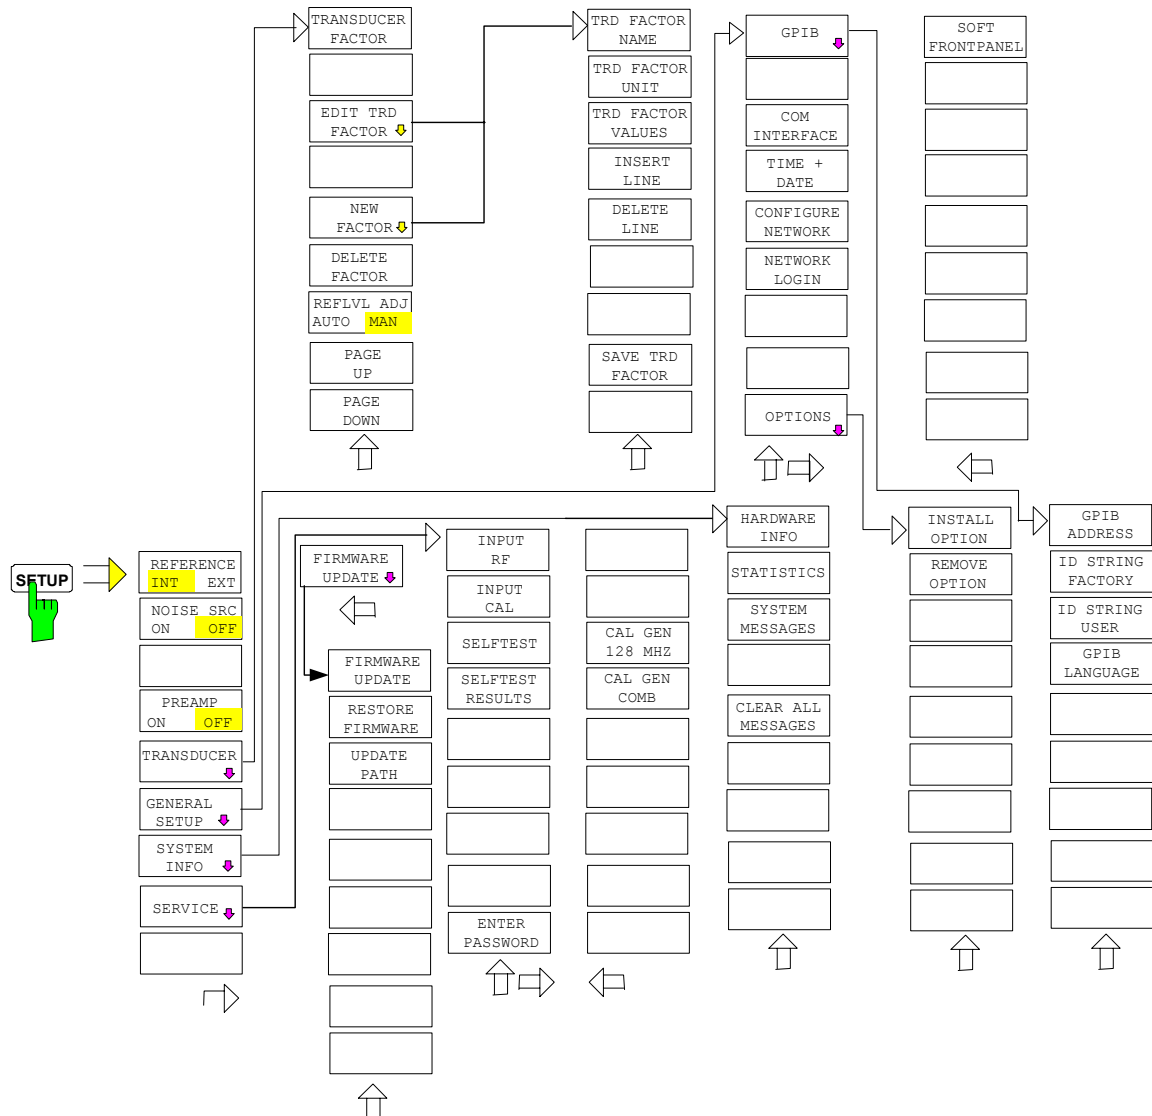 SETUP
REFERENCE
INT EXT
NOISE SRC
ON OFF
PREAMP
ON OFF
TRANSDUCER
GENERAL
SETUP
SYSTEM
INFO
SERVICE
TRANSDUCER
FACTOR
EDIT TRD
FACTOR
NEW
FACTOR
DELETE
FACTOR
REFLVL ADJ
AUTO MAN
PAGE
UP
PAGE
DOWN
TRD FACTOR
NAME
TRD FACTOR
UNIT
TRD FACTOR
VALUES
INSERT
LINE
DELETE
LINE
SAVE TRD
FACTOR
GPIB
COM
INTERFACE
TIME +
DATE
CONFIGURE
NETWORK
NETWORK
LOGIN
OPTIONS
SOFT
FRONTPANEL
FIRMWARE
UPDATE
FIRMWARE
UPDATE
RESTORE
FIRMWARE
UPDATE
PATH
INPUT
RF
INPUT
CAL
SELFTEST
SELFTEST
RESULTS
ENTER
PASSWORD
CAL GEN
128 MHZ
CAL GEN
COMB
HARDWARE
INFO
STATISTICS
SYSTEM
MESSAGES
CLEAR ALL
MESSAGES
INSTALL
OPTION
REMOVE
OPTION
GPIB
ADDRESS
ID STRING
FACTORY
ID STRING
USER
GPIB
LANGUAGE